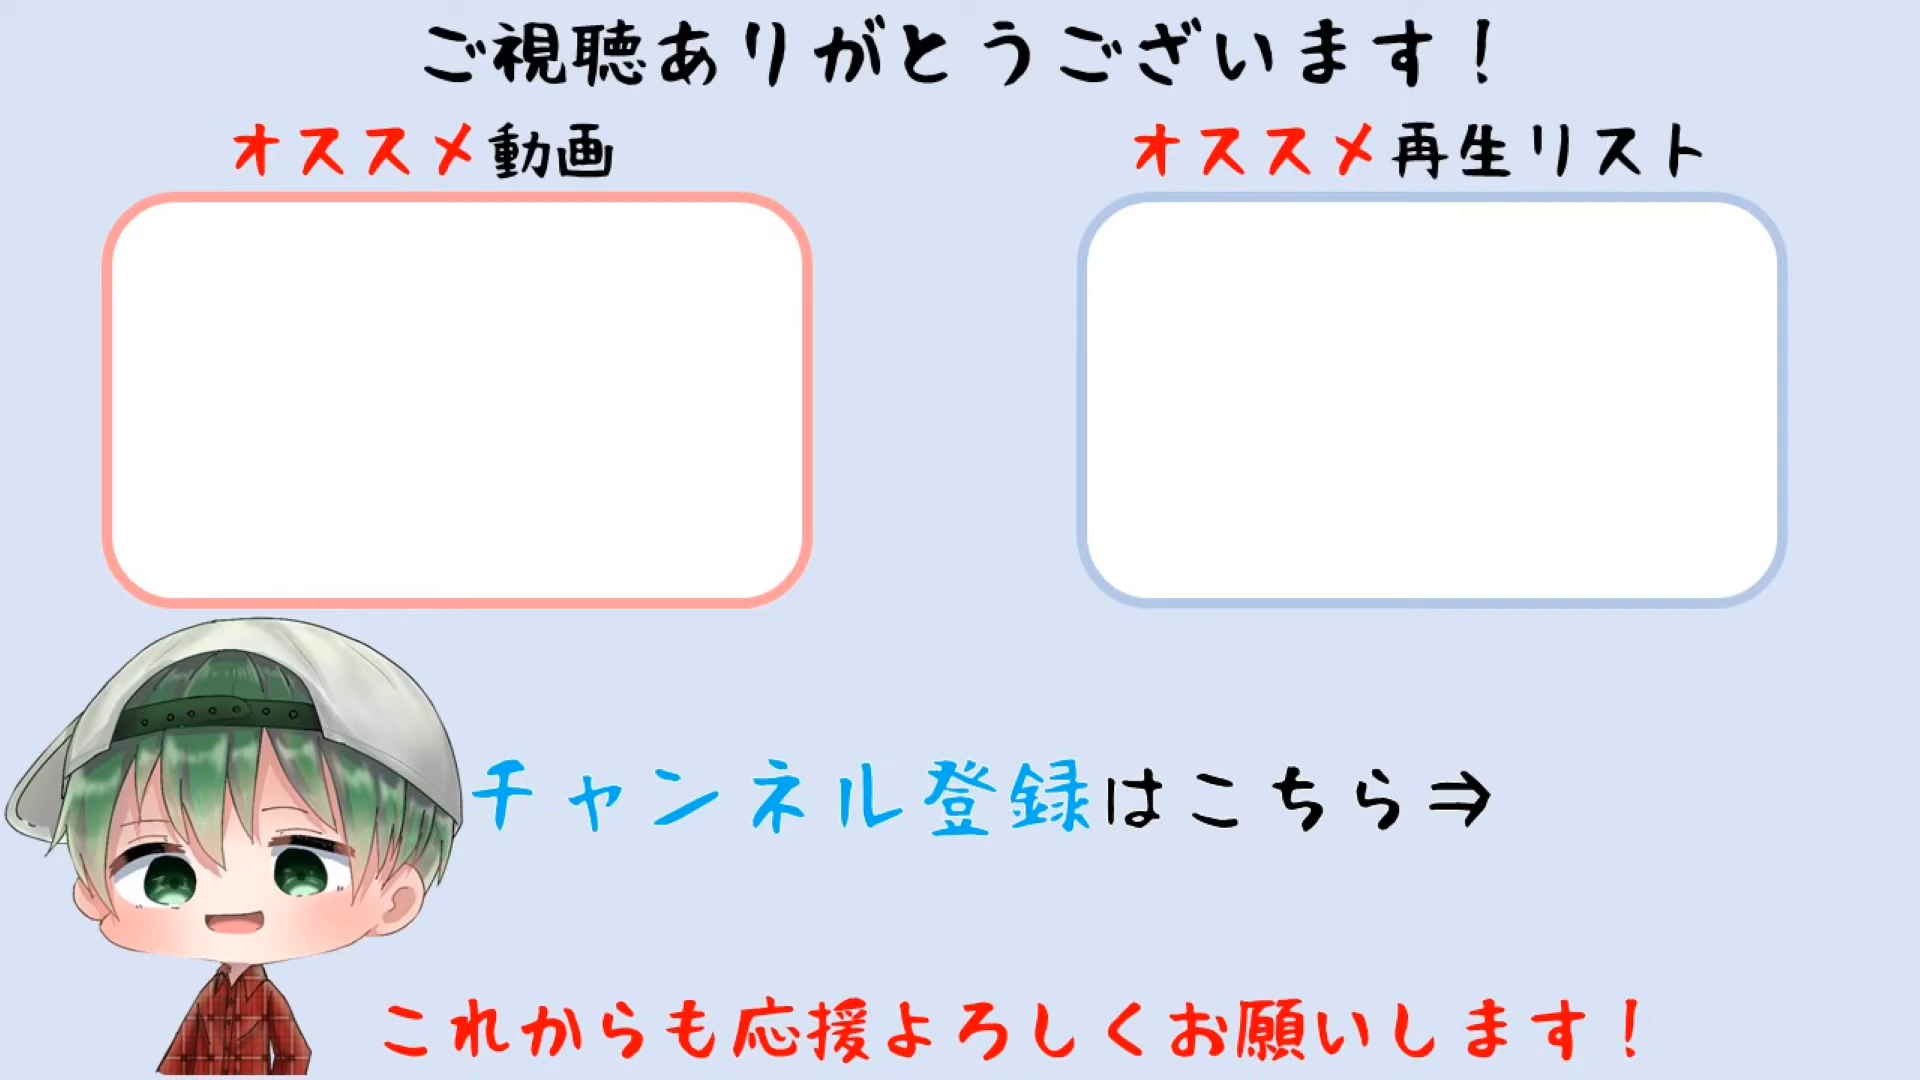 ご視聴ありがとうございます！
オススメ動画
オススメ再生リスト
チャンネル登録はこちら⇒
これからも応援よろしくお願いします！